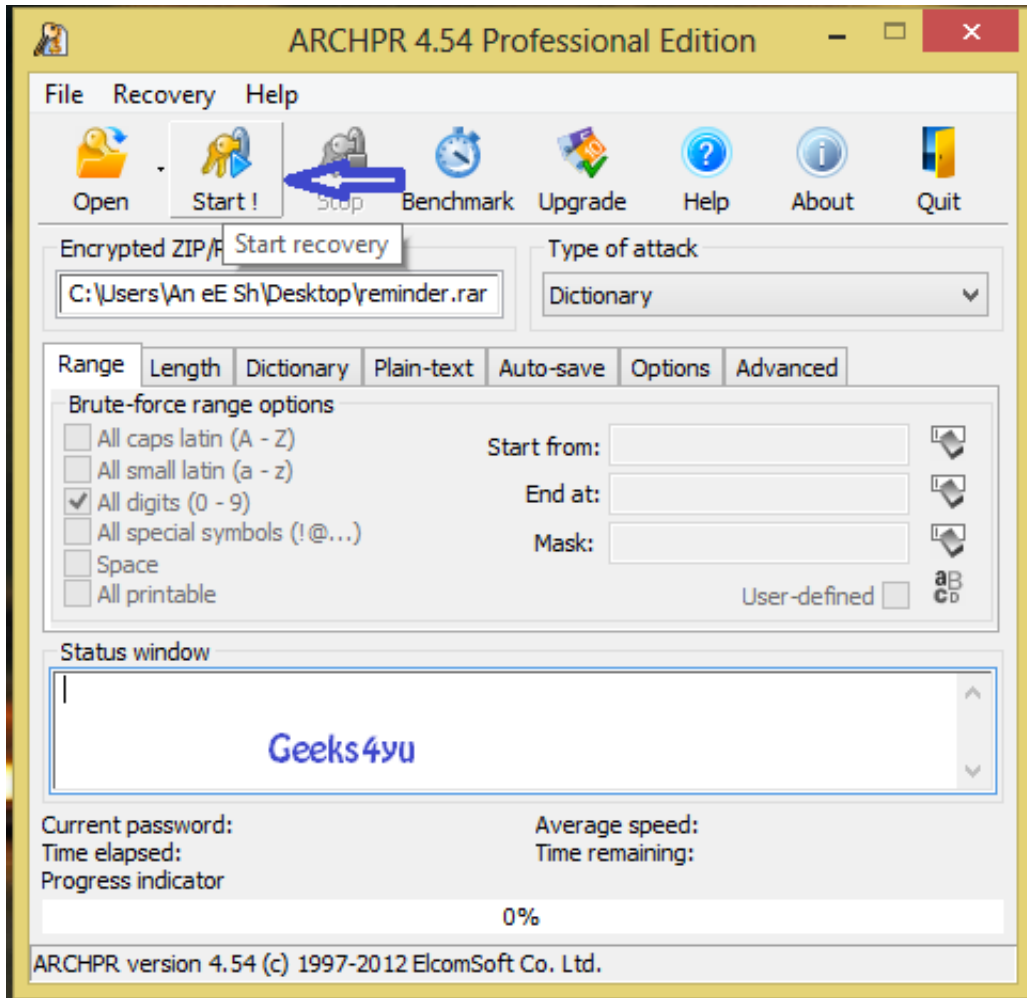 ARCHPR 4.54 Professional Edition
File Recovery Help
Open Start ! Stop Benchmark Upgrade Help About Quit
Start recovery
Encrypted ZIP/ Type of attack
C:\Users\An eE Sh\Desktop\reminder.rar Dictionary
Range Length Dictionary Plain-text Auto-save Options Advanced
Brute-force range options
All caps latin (A - Z)
All small latin (a - z)
All digits (0 - 9)
All special symbols (!@...)
Space
All printable
Start from:
End at:
Mask:
User-defined
Status window
Geeks4yu
Current password: Average speed:
Time elapsed: Time remaining:
Progress indicator
0%
ARCHPR version 4.54 (c) 1997-2012 ElcomSoft Co. Ltd.